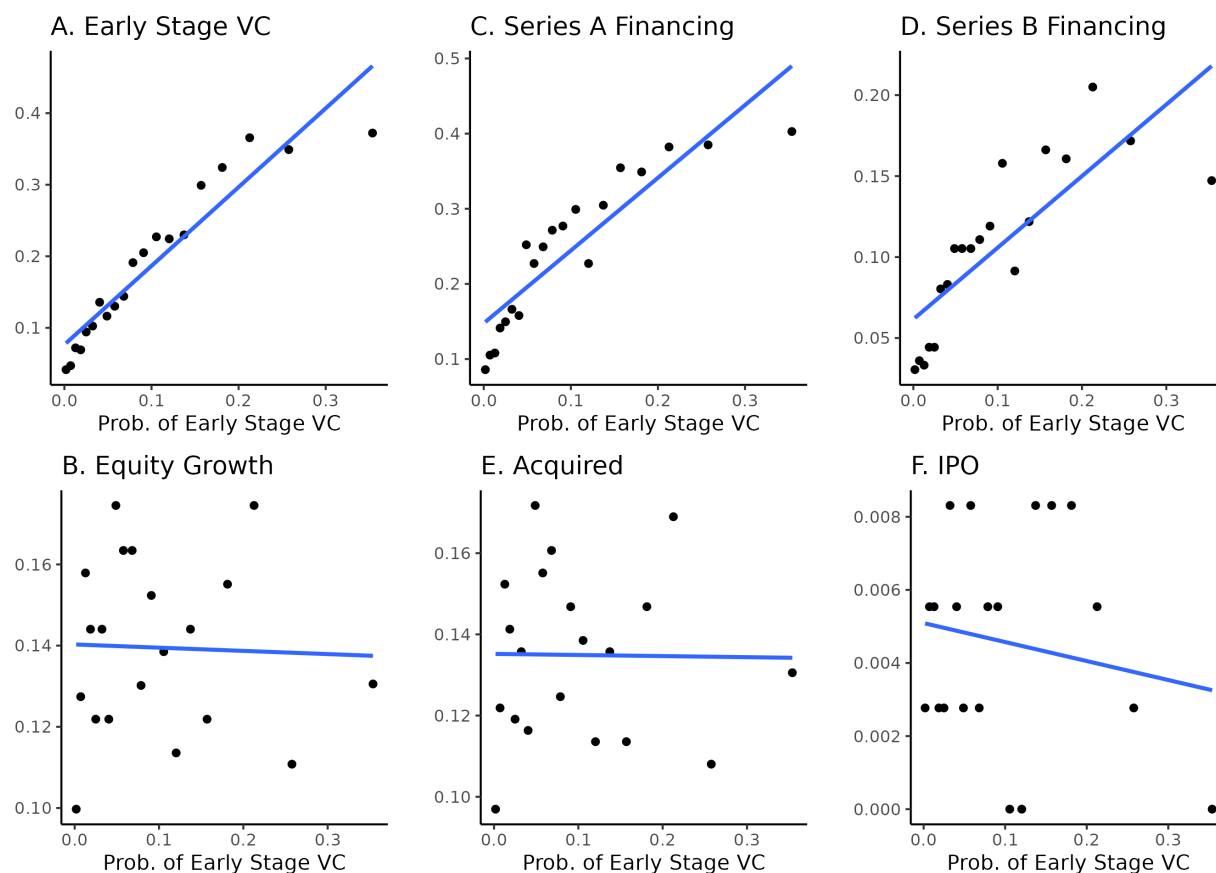 A. Early Stage VC
0.4
0.3
0.2
0.1
0.0 0.1 0.2 0.3
Prob. of Early Stage VC
C. Series A Financing
0.5
0.4
0.3
0.2
0.1
0.0 0.1 0.2 0.3
Prob. of Early Stage VC
D. Series B Financing
0.20
0.15
0.10
0.05
0.0 0.1 0.2 0.3
Prob. of Early Stage VC
B. Equity Growth
0.16
0.14
0.12
0.10
0.0 0.1 0.2 0.3
Prob. of Early Stage VC
E. Acquired
0.16
0.14
0.12
0.10
0.0 0.1 0.2 0.3
Prob. of Early Stage VC
F. IPO
0.008
0.006
0.004
0.002
0.000
0.0 0.1 0.2 0.3
Prob. of Early Stage VC